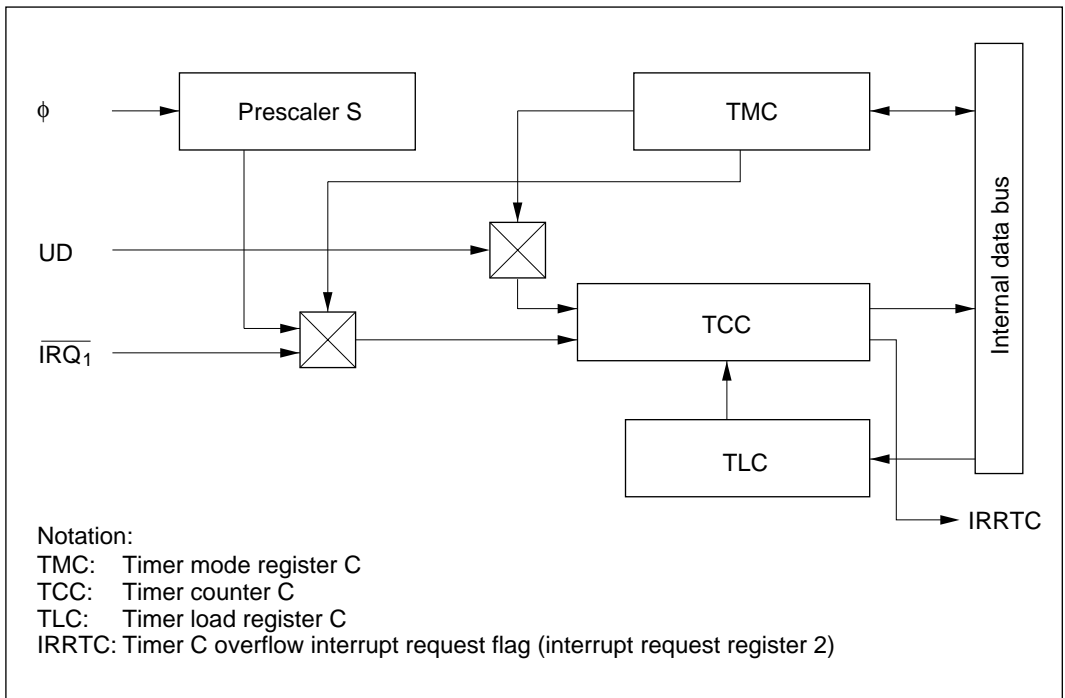 ϕ
Prescaler S
TMC
Internal data bus
UD
TCC
IRQ1
TLC
IRRTC
Notation:
TMC: Timer mode register C
TCC: Timer counter C
TLC: Timer load register C
IRRTC: Timer C overflow interrupt request flag (interrupt request register 2)